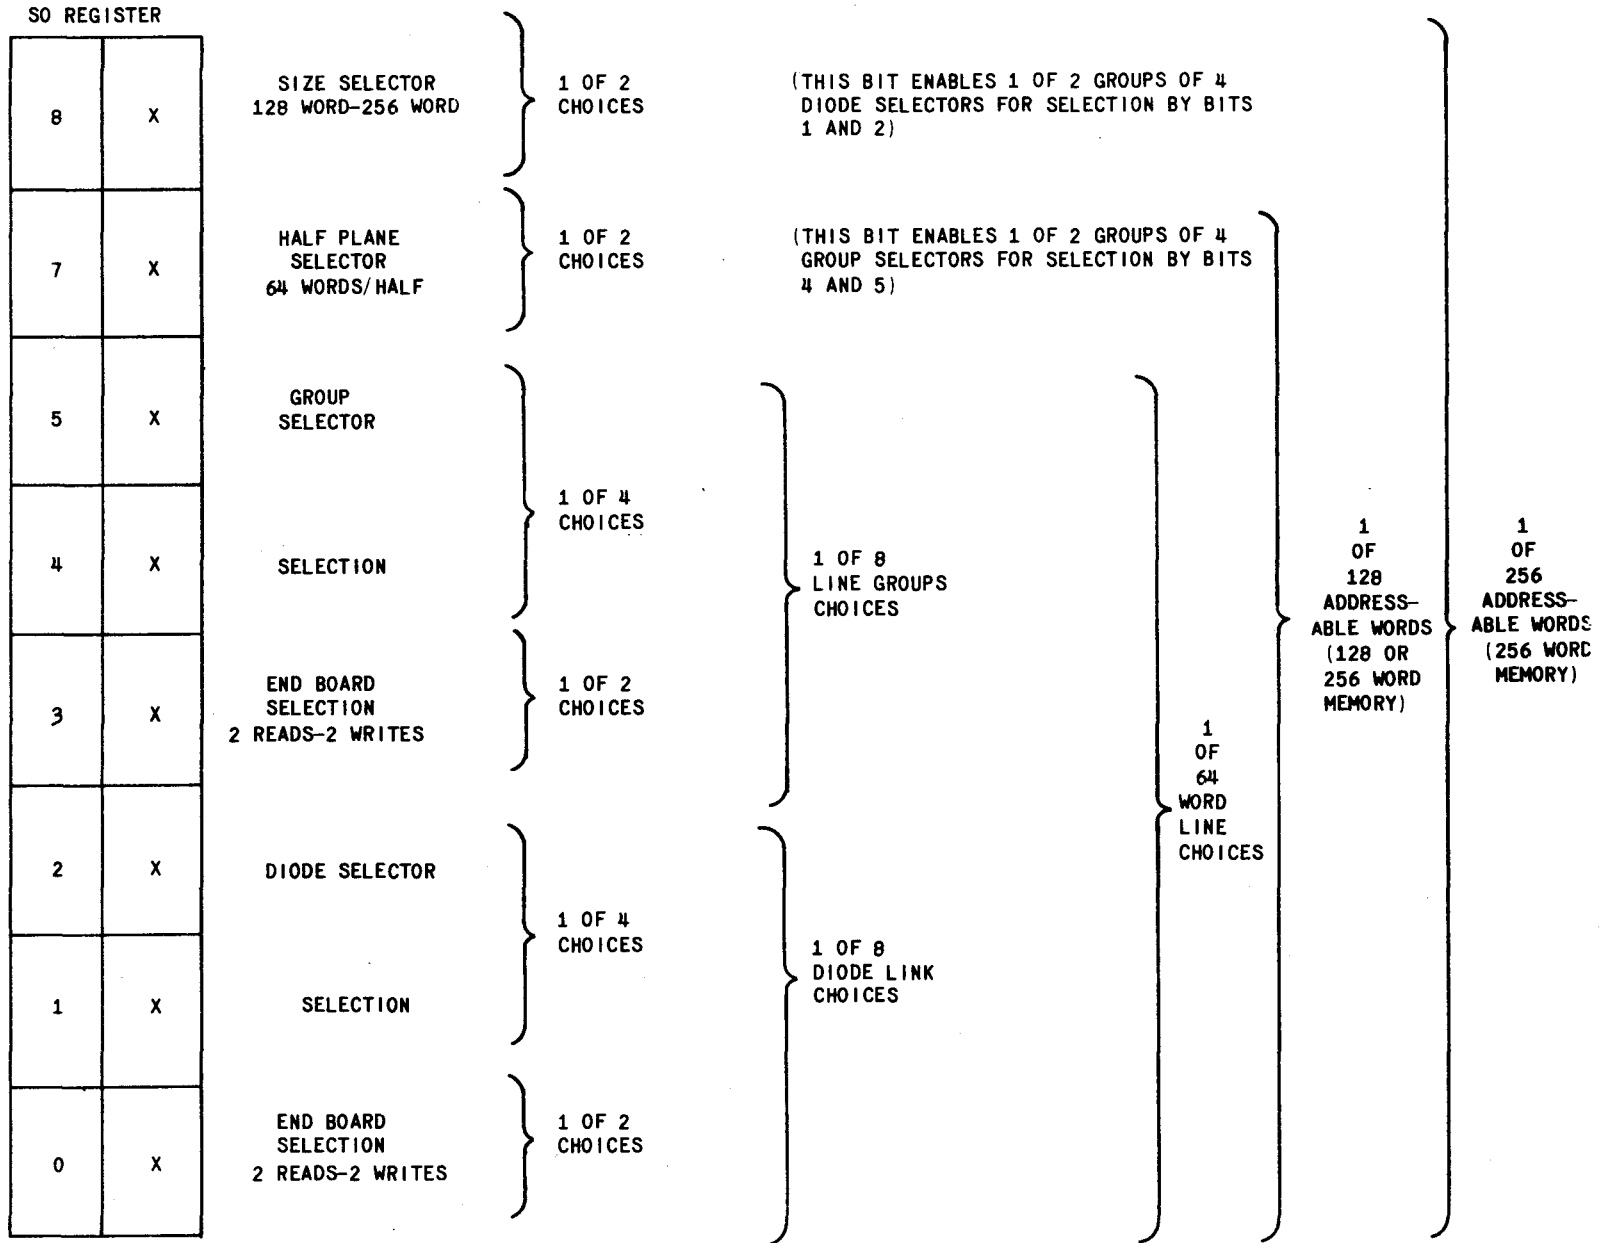 SO REGISTER
8 X
SIZE SELECTOR
128 WORD-256 WORD
1 OF 2
CHOICES
(THIS BIT ENABLES 1 OF 2 GROUPS OF 4
DIODE SELECTORS FOR SELECTION BY BITS
1 AND 2)
7 X
HALF PLANE
SELECTOR
64 WORDS/HALF
1 OF 2
CHOICES
(THIS BIT ENABLES 1 OF 2 GROUPS OF 4
GROUP SELECTORS FOR SELECTION BY BITS
4 AND 5)
5 X
GROUP
SELECTOR
4 X
SELECTION
1 OF 4
CHOICES
3 X
END BOARD
SELECTION
2 READS-2 WRITES
1 OF 2
CHOICES
1 OF 8
LINE GROUPS
CHOICES
2 X
DIODE SELECTOR
1 X
SELECTION
1 OF 4
CHOICES
0 X
END BOARD
SELECTION
2 READS-2 WRITES
1 OF 2
CHOICES
1 OF 8
DIODE LINK
CHOICES
1
OF
64
WORD
LINE
CHOICES
1
OF
128
ADDRESS-
ABLE WORDS
(128 OR
256 WORD
MEMORY)
1
OF
256
ADDRESS-
ABLE WORDS
(256 WORD
MEMORY)